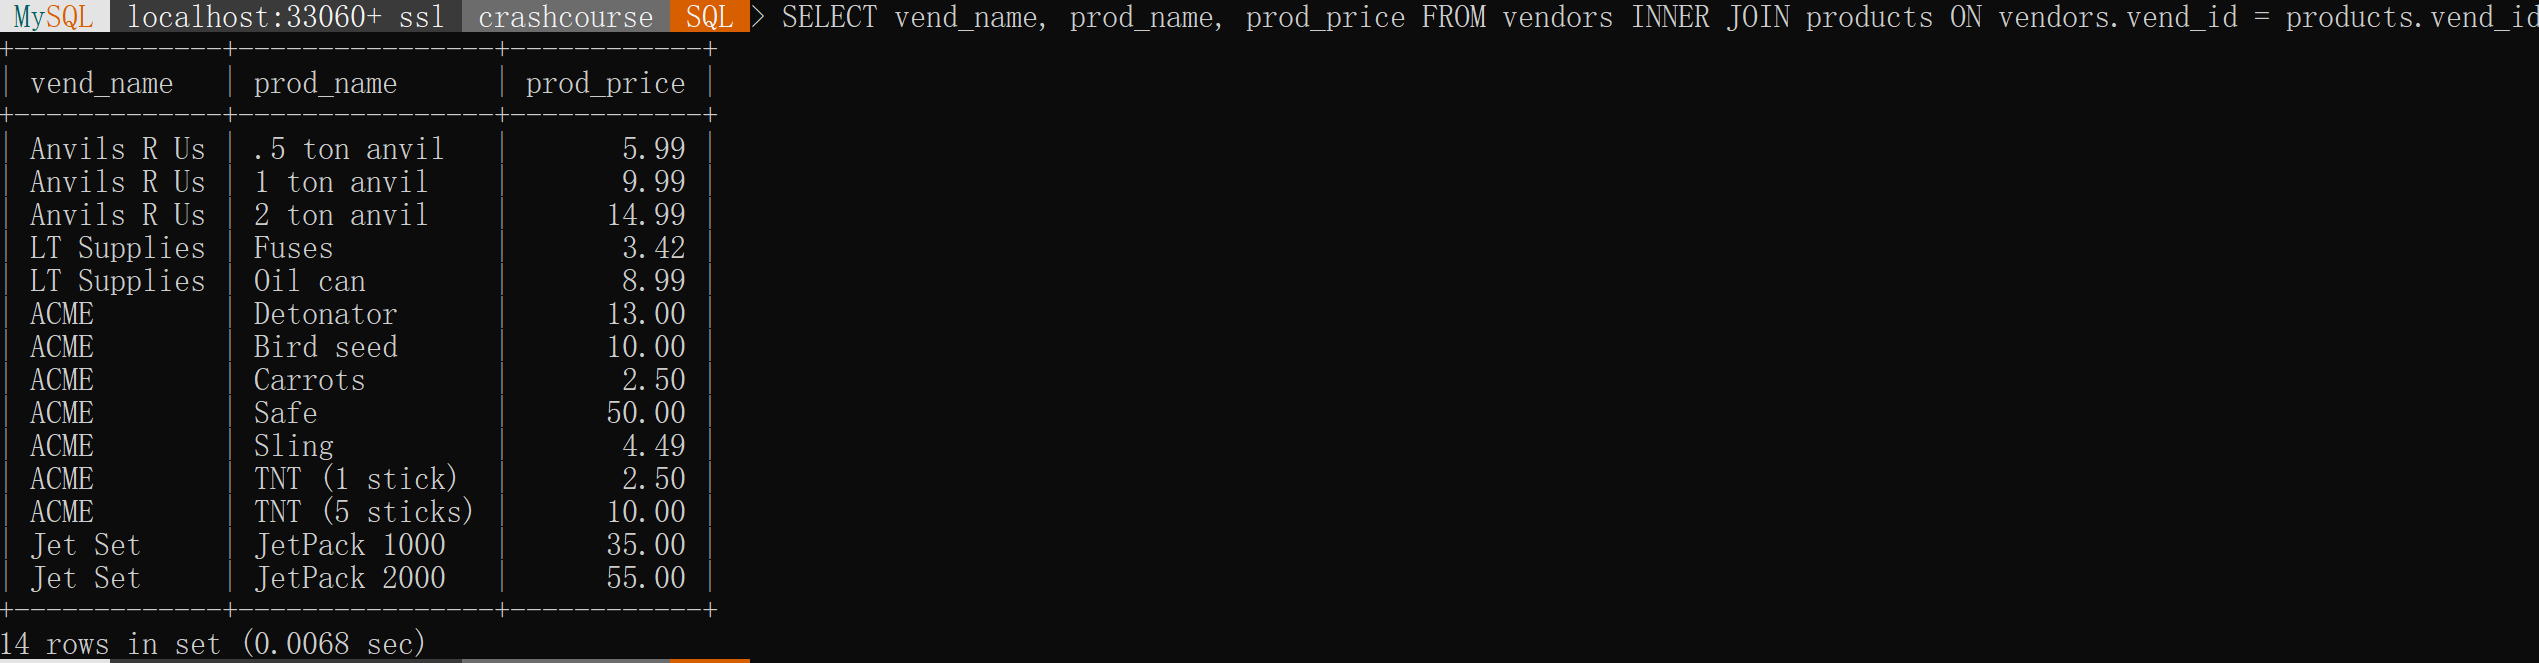 MySQL localhost:33060+ ssl crashcourse SQL > SELECT vend_name, prod_name, prod_price FROM vendors INNER JOIN products ON vendors.vend_id = products.vend_id
+-------------+----------------+------------+
| vend_name   | prod_name      | prod_price |
+-------------+----------------+------------+
| Anvils R Us | .5 ton anvil   |       5.99 |
| Anvils R Us | 1 ton anvil    |       9.99 |
| Anvils R Us | 2 ton anvil    |      14.99 |
| LT Supplies | Fuses          |       3.42 |
| LT Supplies | Oil can        |       8.99 |
| ACME        | Detonator      |      13.00 |
| ACME        | Bird seed      |      10.00 |
| ACME        | Carrots        |       2.50 |
| ACME        | Safe           |      50.00 |
| ACME        | Sling          |       4.49 |
| ACME        | TNT (1 stick)  |       2.50 |
| ACME        | TNT (5 sticks) |      10.00 |
| Jet Set     | JetPack 1000   |      35.00 |
| Jet Set     | JetPack 2000   |      55.00 |
+-------------+----------------+------------+
14 rows in set (0.0068 sec)